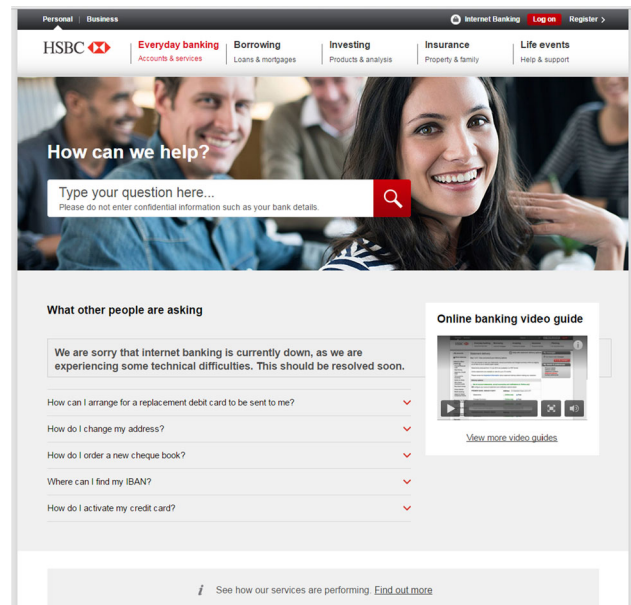 Personal | Business
Internet Banking Log on Register
HSBC
Everyday banking
Accounts & services
Borrowing
Loans & mortgages
Investing
Products & analysis
Insurance
Property & family
Life events
Help & support
How can we help?
Type your question here...
Please do not enter confidential information such as your bank details.
What other people are asking
We are sorry that internet banking is currently down, as we are
experiencing some technical difficulties. This should be resolved soon.
How can I arrange for a replacement debit card to be sent to me?
How do I change my address?
How do I order a new cheque book?
Where can I find my IBAN?
How do I activate my credit card?
Online banking video guide
View more video guides
i See how our services are performing. Find out more